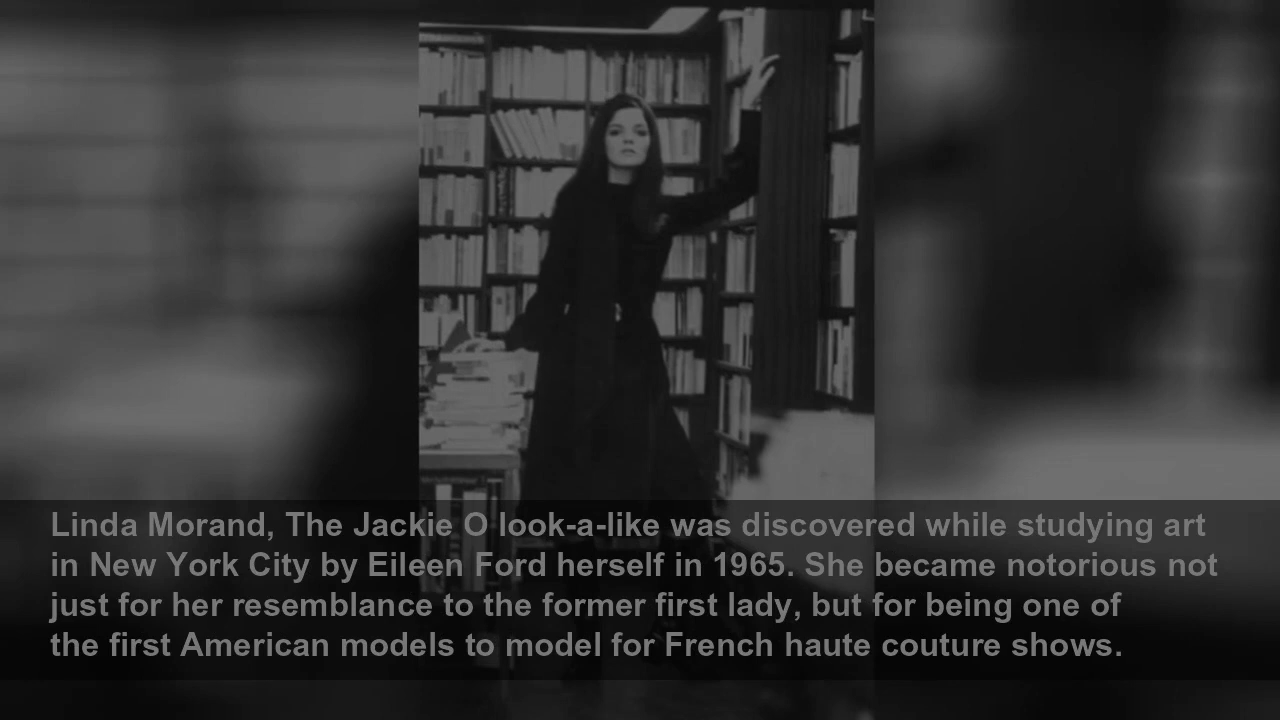 Linda Morand, The Jackie O look-a-like was discovered while studying art
in New York City by Eileen Ford herself in 1965. She became notorious not
just for her resemblance to the former first lady, but for being one of
the first American models to model for French haute couture shows.